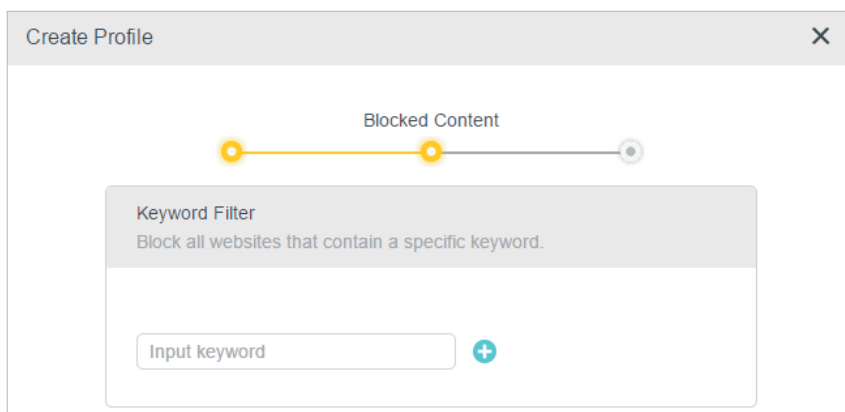 Create Profile
Blocked Content
Keyword Filter
Block all websites that contain a specific keyword.
Input keyword